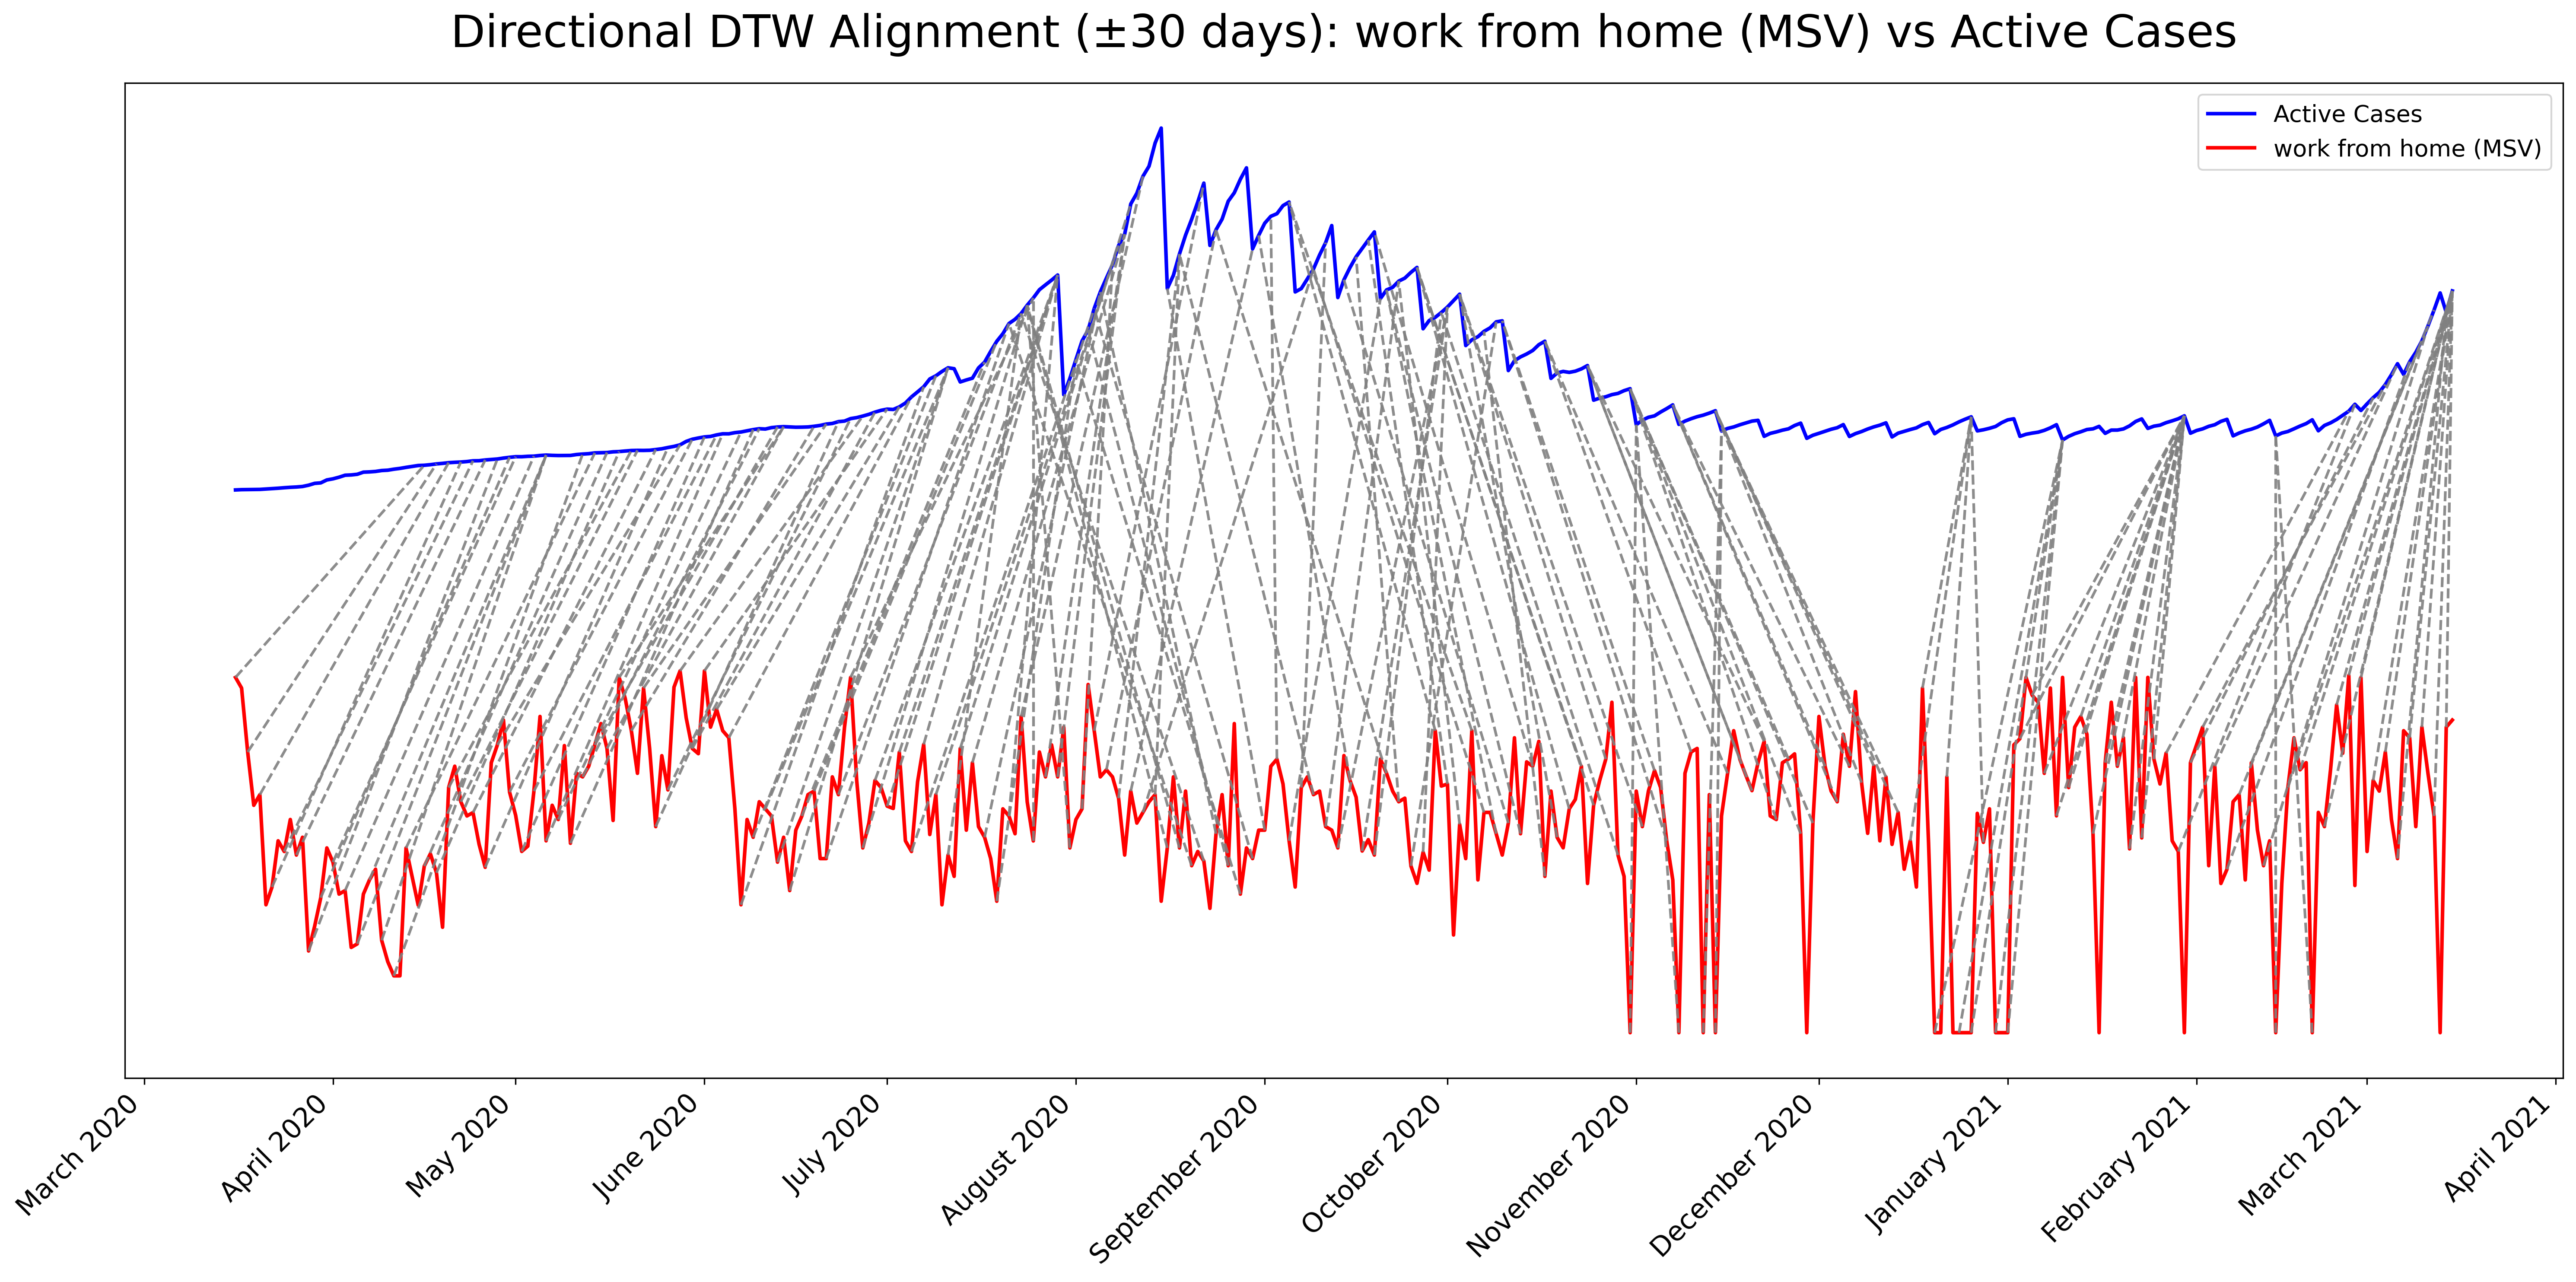 Directional DTW Alignment (±30 days): work from home (MSV) vs Active Cases
Active Cases
work from home (MSV)
March 2020
April 2020
May 2020
June 2020
July 2020
August 2020
September 2020
October 2020
November 2020
December 2020
January 2021
February 2021
March 2021
April 2021